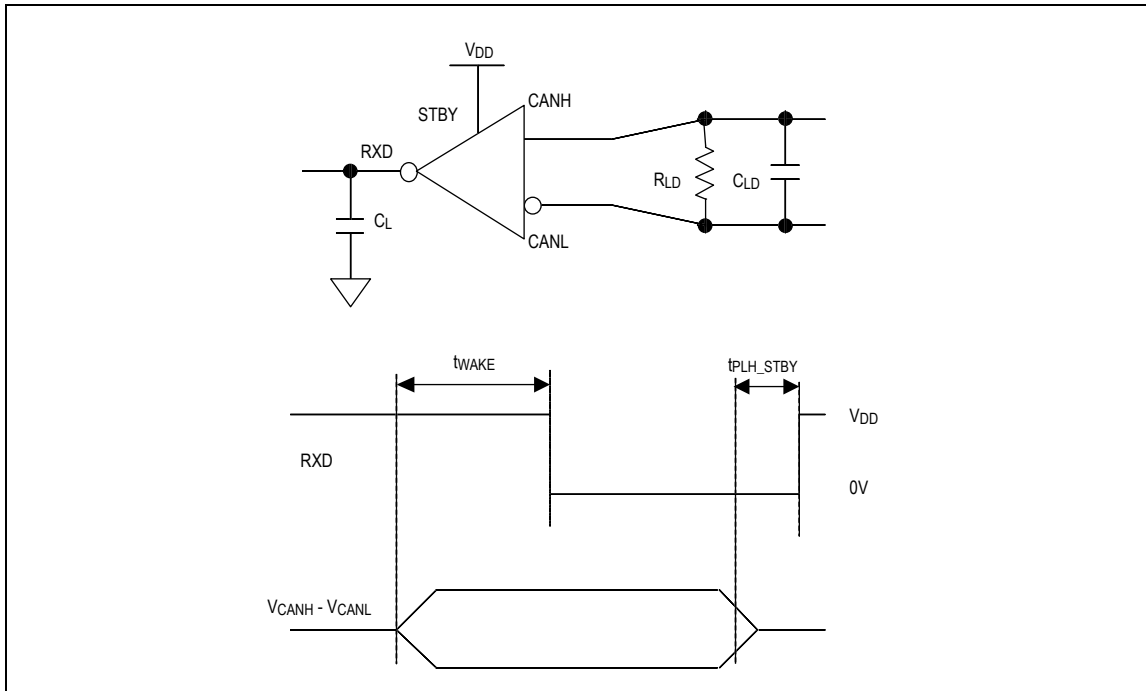 VDD
STBY
CANH
RXD
RLD
CLD
CL
CANL
tWAKE
tPLH_STBY
VDD
RXD
0V
VCANH - VCANL